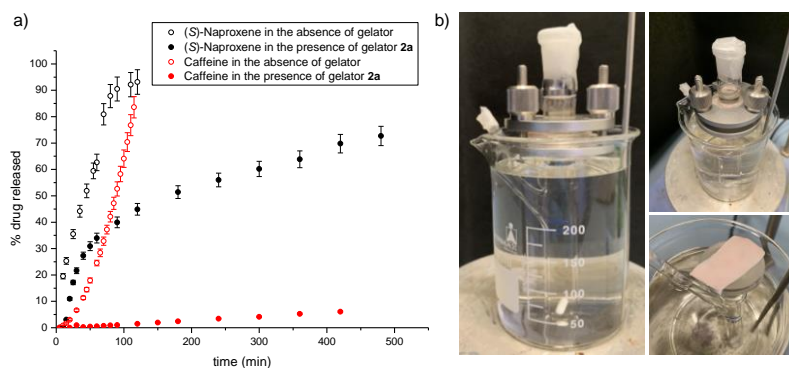 a)
(S)-Naproxene in the absence of gelator
(S)-Naproxene in the presence of gelator 2a
Caffeine in the absence of gelator
Caffeine in the presence of gelator 2a
% drug released
100
90
80
70
60
50
40
30
20
10
0
0 100 200 300 400 500
time (min)
b)
200
150
100
50